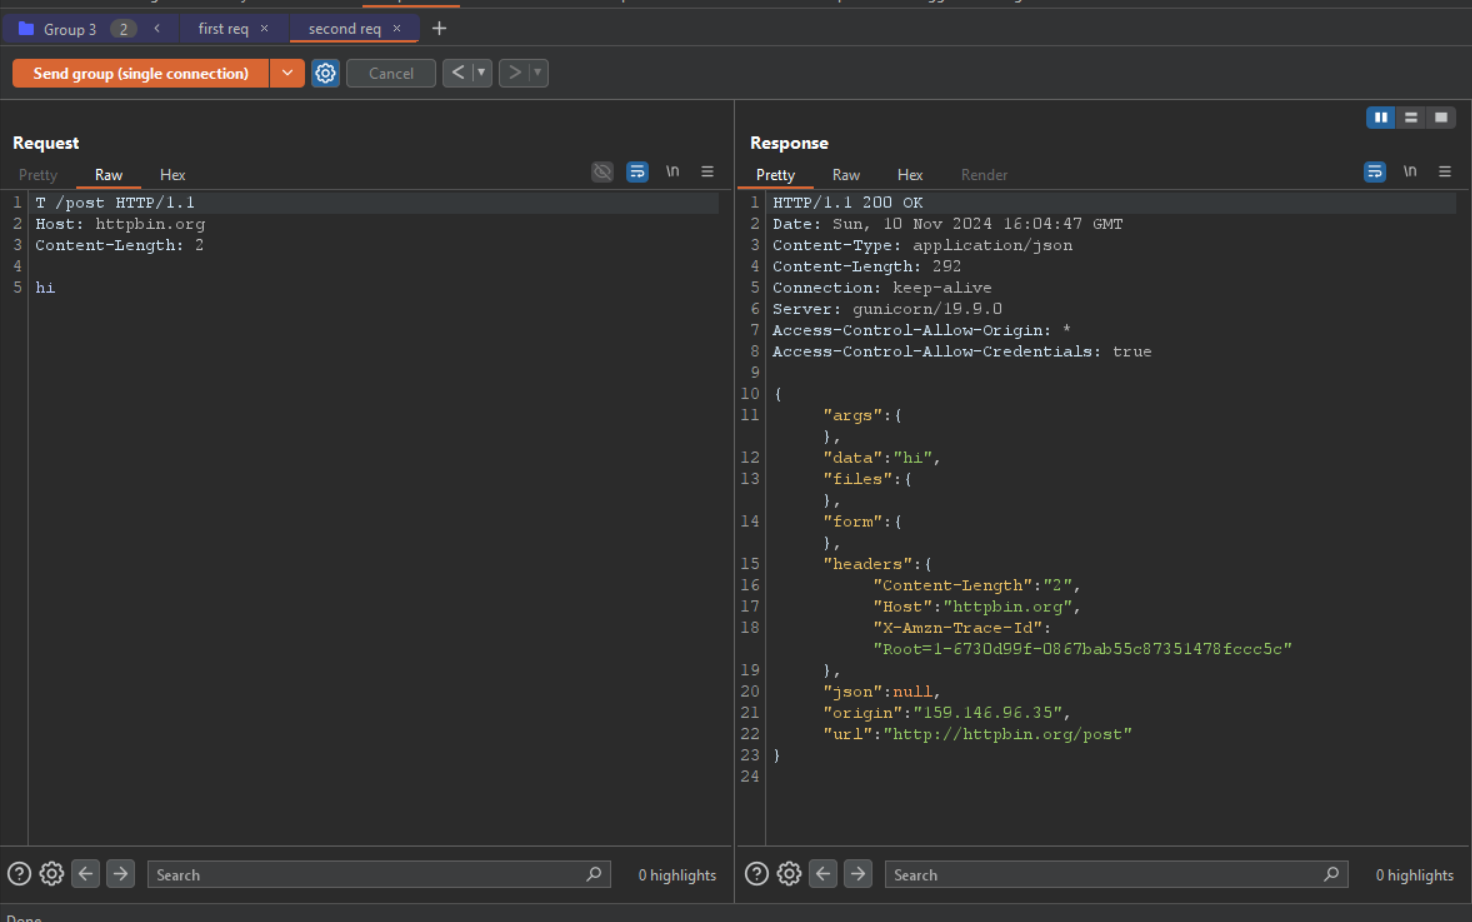 Group 3 2 < first req × second req × +
Send group (single connection) Cancel < >
Request
Pretty Raw Hex \n
1 T /post HTTP/1.1
2 Host: httpbin.org
3 Content-Length: 2
4
5 hi
Search 0 highlights
Response
Pretty Raw Hex Render \n
1 HTTP/1.1 200 OK
2 Date: Sun, 10 Nov 2024 16:04:47 GMT
3 Content-Type: application/json
4 Content-Length: 292
5 Connection: keep-alive
6 Server: gunicorn/19.9.0
7 Access-Control-Allow-Origin: *
8 Access-Control-Allow-Credentials: true
9
10 {
11 "args":{
},
12 "data":"hi",
13 "files":{
},
14 "form":{
},
15 "headers":{
16 "Content-Length":"2",
17 "Host":"httpbin.org",
18 "X-Amzn-Trace-Id":
"Root=1-6730d99f-0867bab55c87351478fccc5c"
19 },
20 "json":null,
21 "origin":"159.146.96.35",
22 "url":"http://httpbin.org/post"
23 }
24
Search 0 highlights
Done